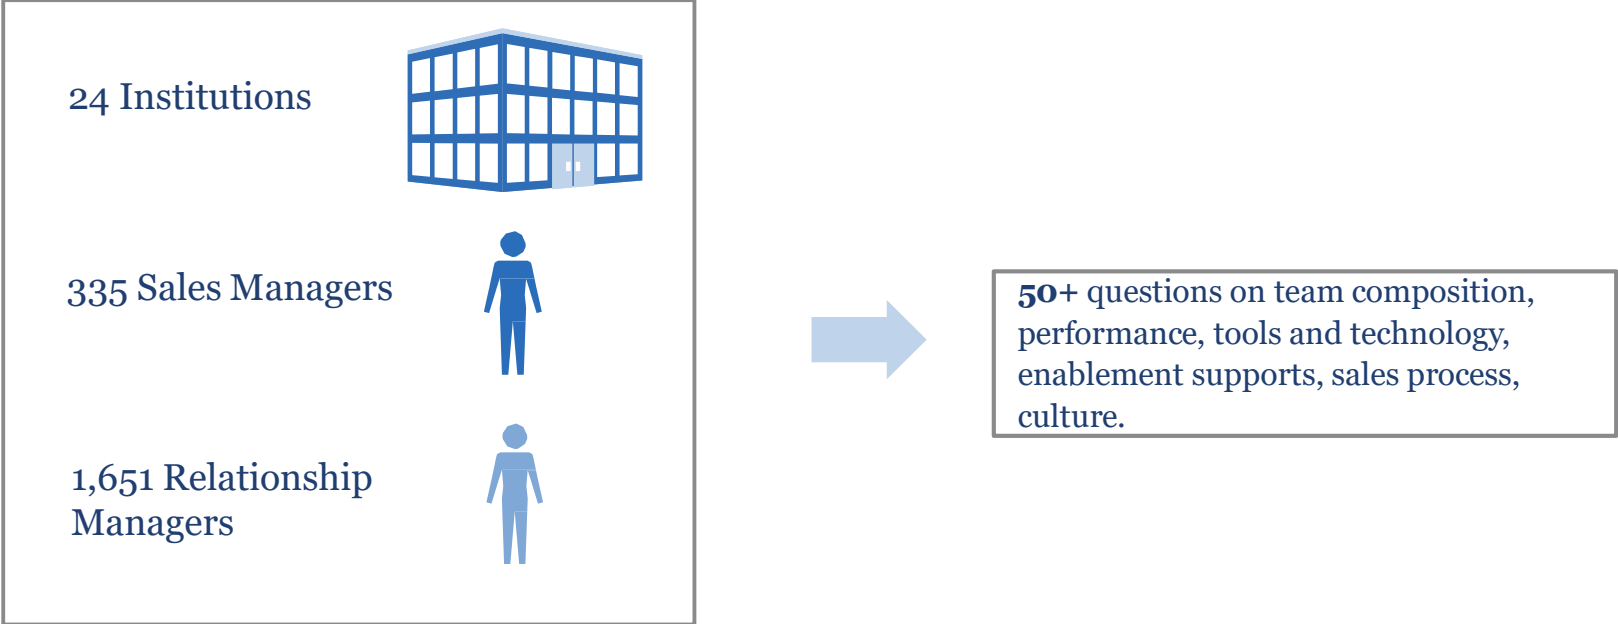 24 Institutions
335 Sales Managers
1,651 Relationship
Managers
50+ questions on team composition,
performance, tools and technology,
enablement supports, sales process,
culture.